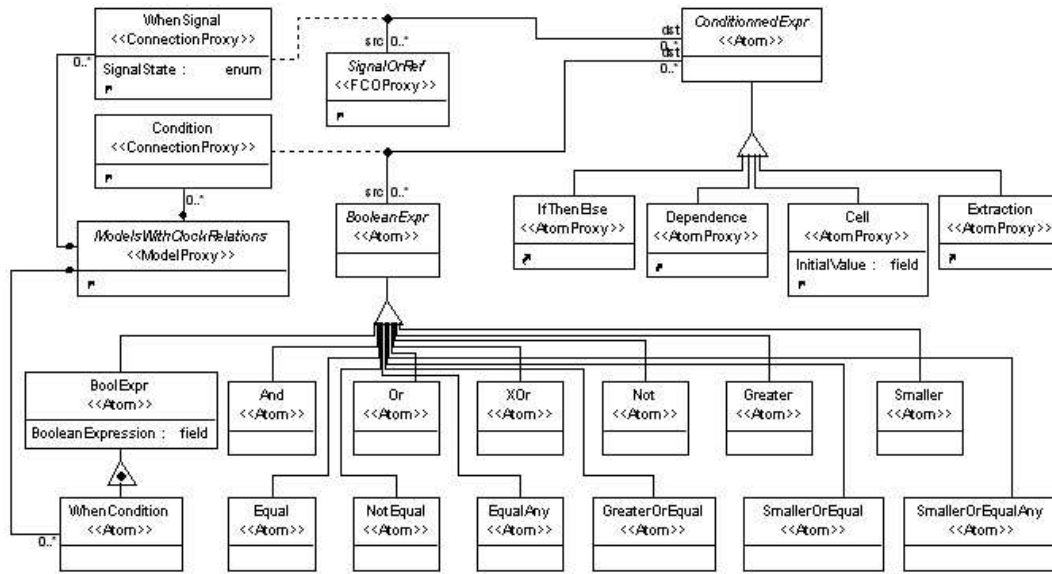 WhenSignal
<<ConnectionProxy>>
SignalState : enum
0..*
src 0..*
SignalOrRef
<<FCOProxy>>
ConditionnedExpr
<<Atom>>
dst
0..*
dst
0..*
Condition
<<ConnectionProxy>>
0..*
src 0..*
ModelsWithClockRelations
<<ModelProxy>>
BooleanExpr
<<Atom>>
IfThenElse
<<AtomProxy>>
Dependence
<<AtomProxy>>
Cell
<<AtomProxy>>
InitialValue : field
Extraction
<<AtomProxy>>
BoolExpr
<<Atom>>
BooleanExpression : field
And
<<Atom>>
Or
<<Atom>>
XOr
<<Atom>>
Not
<<Atom>>
Greater
<<Atom>>
Smaller
<<Atom>>
WhenCondition
<<Atom>>
0..*
Equal
<<Atom>>
NotEqual
<<Atom>>
EqualAny
<<Atom>>
GreaterOrEqual
<<Atom>>
SmallerOrEqual
<<Atom>>
SmallerOrEqualAny
<<Atom>>